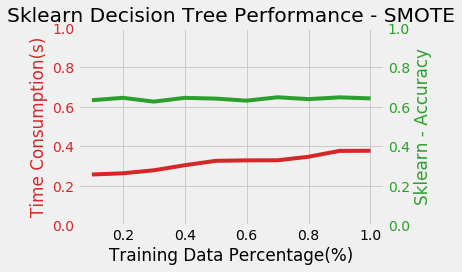 Sklearn Decision Tree Performance - SMOTE
Time Consumption(s)
1.0
0.8
0.6
0.4
0.2
0.0
1.0
0.8
0.6
0.4
0.2
0.0
Sklearn - Accuracy
0.2 0.4 0.6 0.8 1.0
Training Data Percentage(%)